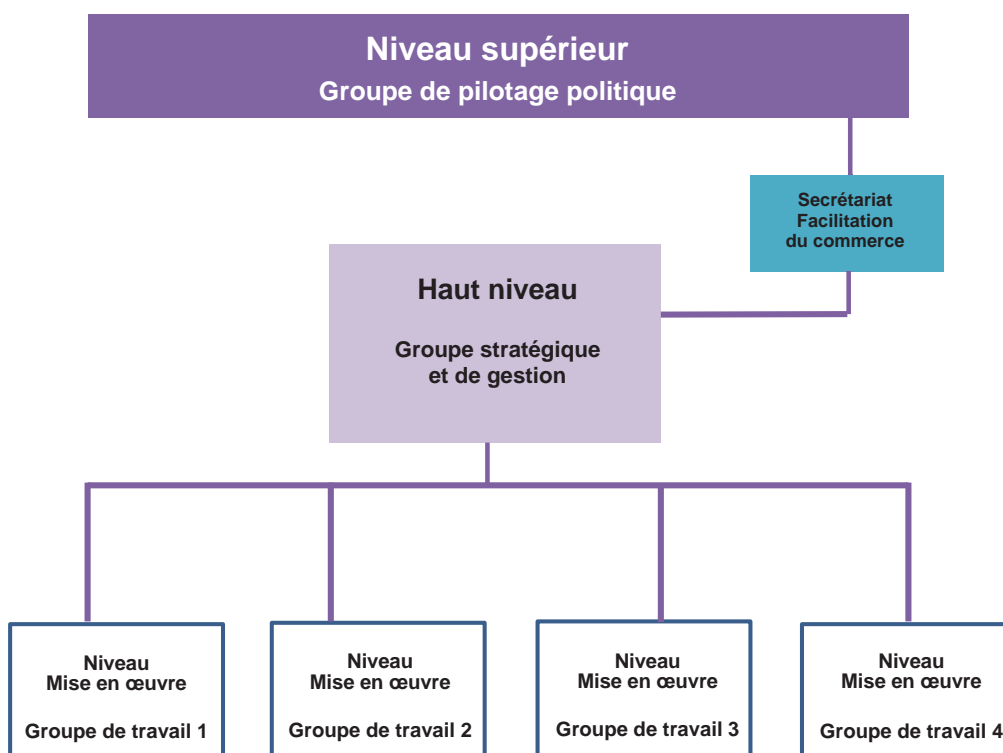 Niveau supérieur
Groupe de pilotage politique
Secrétariat
Facilitation
du commerce
Haut niveau
Groupe stratégique
et de gestion
Niveau
Mise en œuvre
Groupe de travail 1
Niveau
Mise en œuvre
Groupe de travail 2
Niveau
Mise en œuvre
Groupe de travail 3
Niveau
Mise en œuvre
Groupe de travail 4